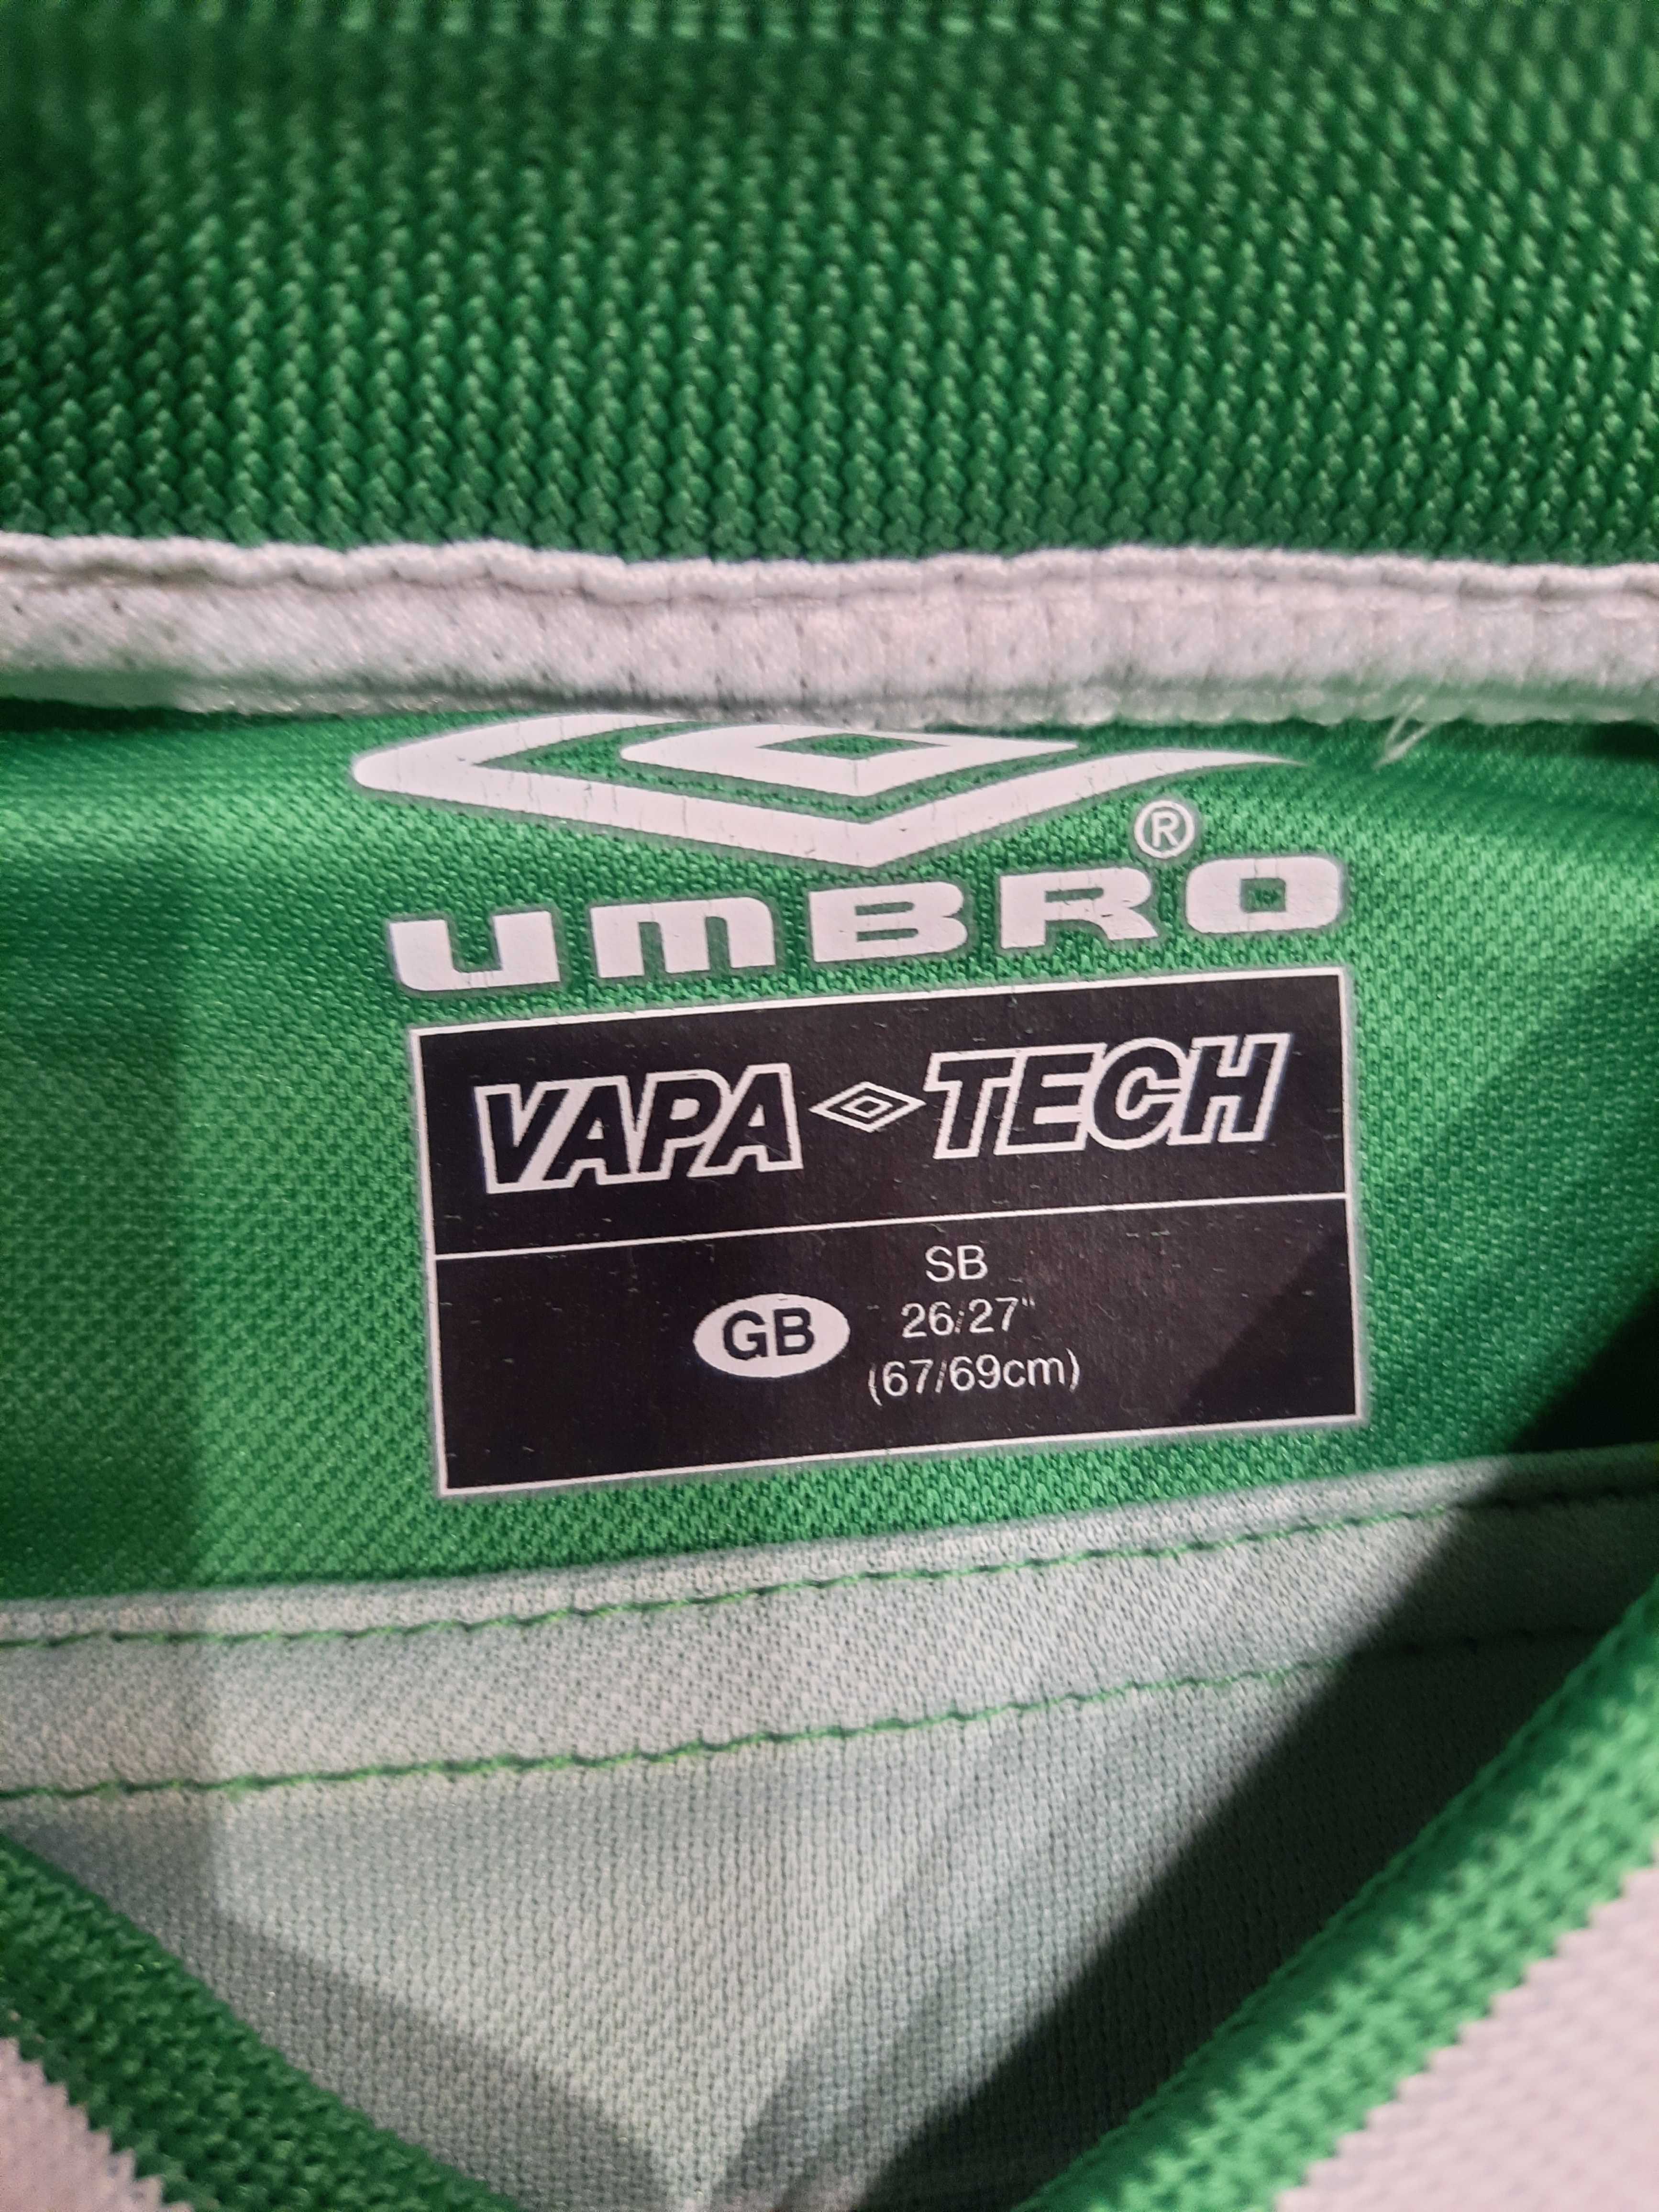 UMBRO®
VAPA TECH
GB
SB
26/27"
(67/69cm)